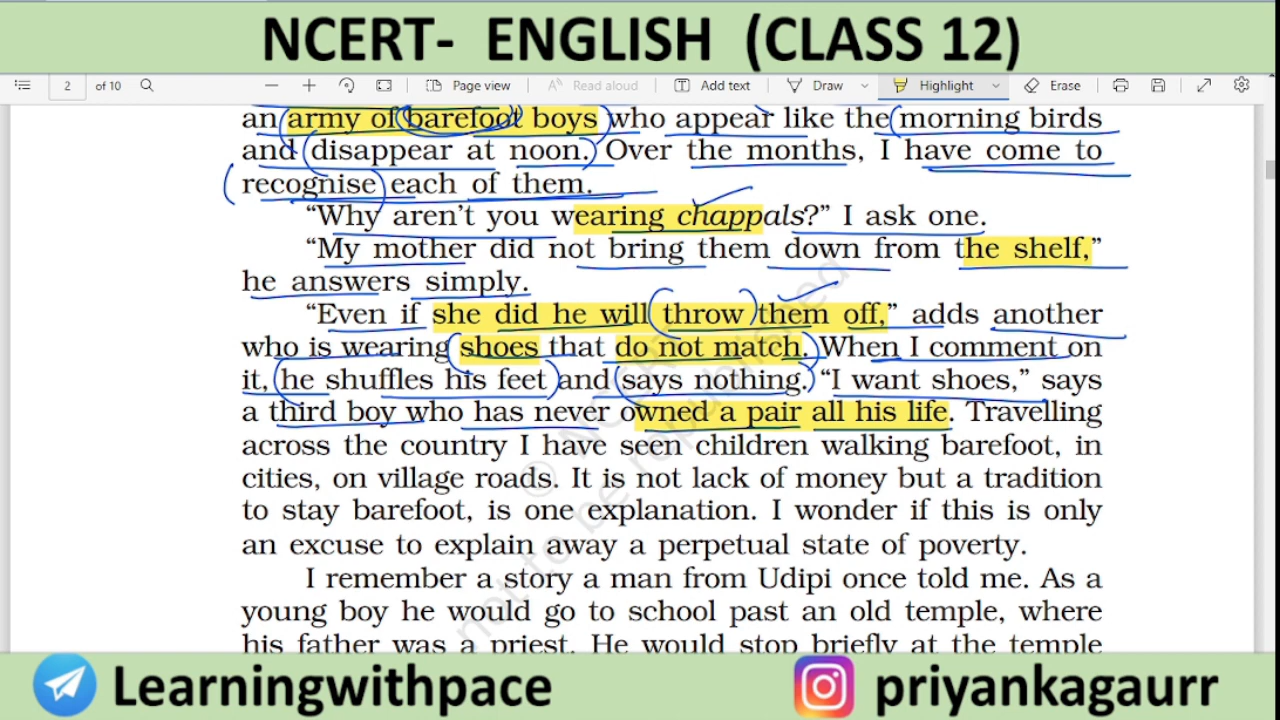 NCERT- ENGLISH (CLASS 12)
2 of 10 Page view Read aloud Add text Draw Highlight Erase
an army of barefoot boys who appear like the morning birds
and disappear at noon. Over the months, I have come to
recognise each of them.
“Why aren’t you wearing chappals?” I ask one.
“My mother did not bring them down from the shelf,”
he answers simply.
“Even if she did he will throw them off,” adds another
who is wearing shoes that do not match. When I comment on
it, he shuffles his feet and says nothing. “I want shoes,” says
a third boy who has never owned a pair all his life. Travelling
across the country I have seen children walking barefoot, in
cities, on village roads. It is not lack of money but a tradition
to stay barefoot, is one explanation. I wonder if this is only
an excuse to explain away a perpetual state of poverty.
I remember a story a man from Udipi once told me. As a
young boy he would go to school past an old temple, where
his father was a priest. He would stop briefly at the temple
© NCERT
not to be republished
Learningwithpace priyankagaurr